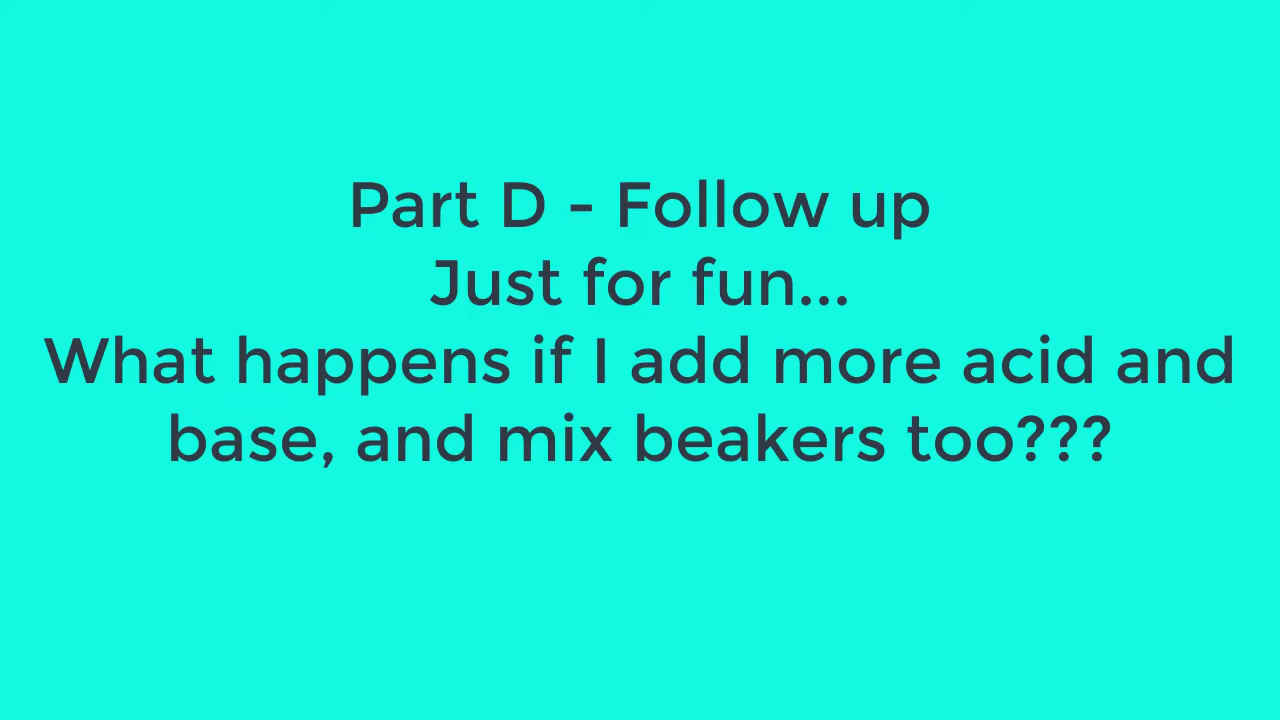 Part D - Follow up
Just for fun...
What happens if I add more acid and
base, and mix beakers too???